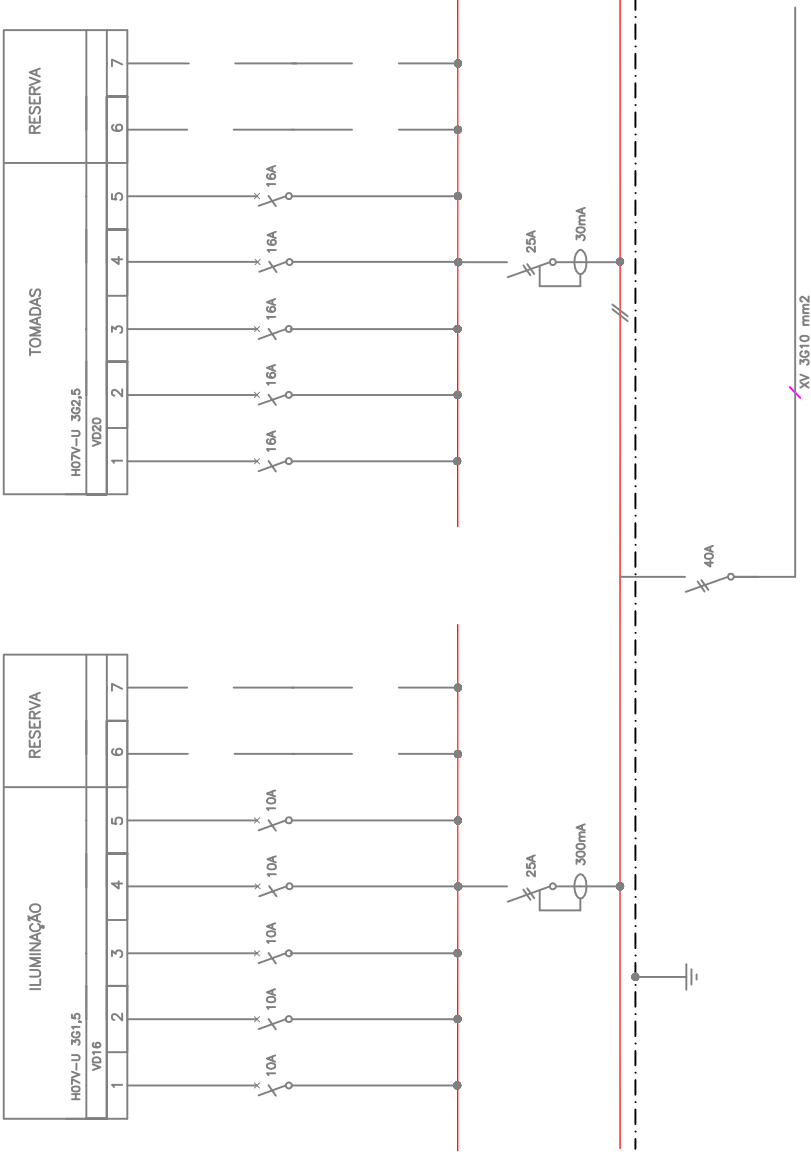 ILUMINAÇÃO
RESERVA
TOMADAS
RESERVA
H07V-U 3G1,5
H07V-U 3G2,5
VD16
VD20
1 2 3 4 5 6 7
1 2 3 4 5 6 7
10A 10A 10A 10A 10A
16A 16A 16A 16A 16A
25A
25A
300mA
30mA
40A
XV 3G10 mm2